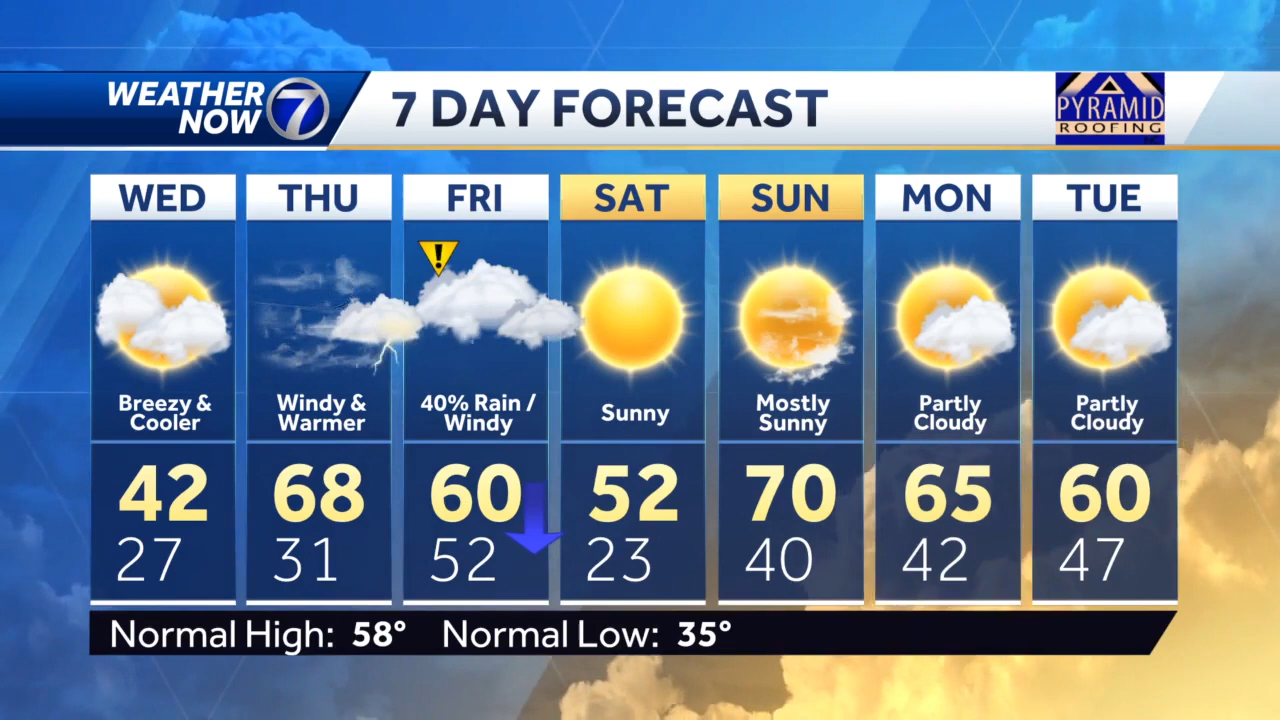 WEATHER
NOW 7
7 DAY FORECAST
PYRAMID
ROOFING
WED THU FRI SAT SUN MON TUE
!
Breezy &
Cooler
Windy &
Warmer
40% Rain /
Windy
Sunny
Mostly
Sunny
Partly
Cloudy
Partly
Cloudy
42 68 60 52 70 65 60
27 31 52 23 40 42 47
Normal High: 58° Normal Low: 35°